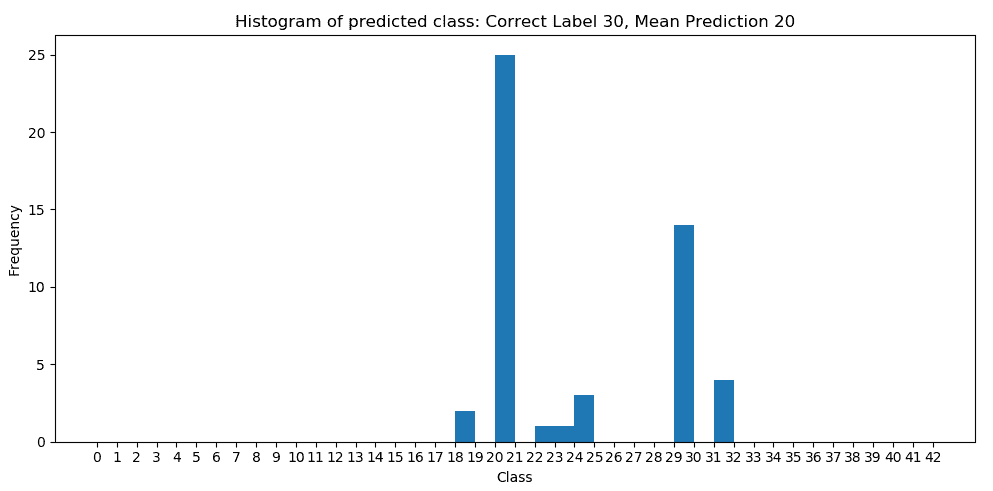 Histogram of predicted class: Correct Label 30, Mean Prediction 20
25
20
15
10
5
0
Frequency
0 1 2 3 4 5 6 7 8 9 10 11 12 13 14 15 16 17 18 19 20 21 22 23 24 25 26 27 28 29 30 31 32 33 34 35 36 37 38 39 40 41 42
Class